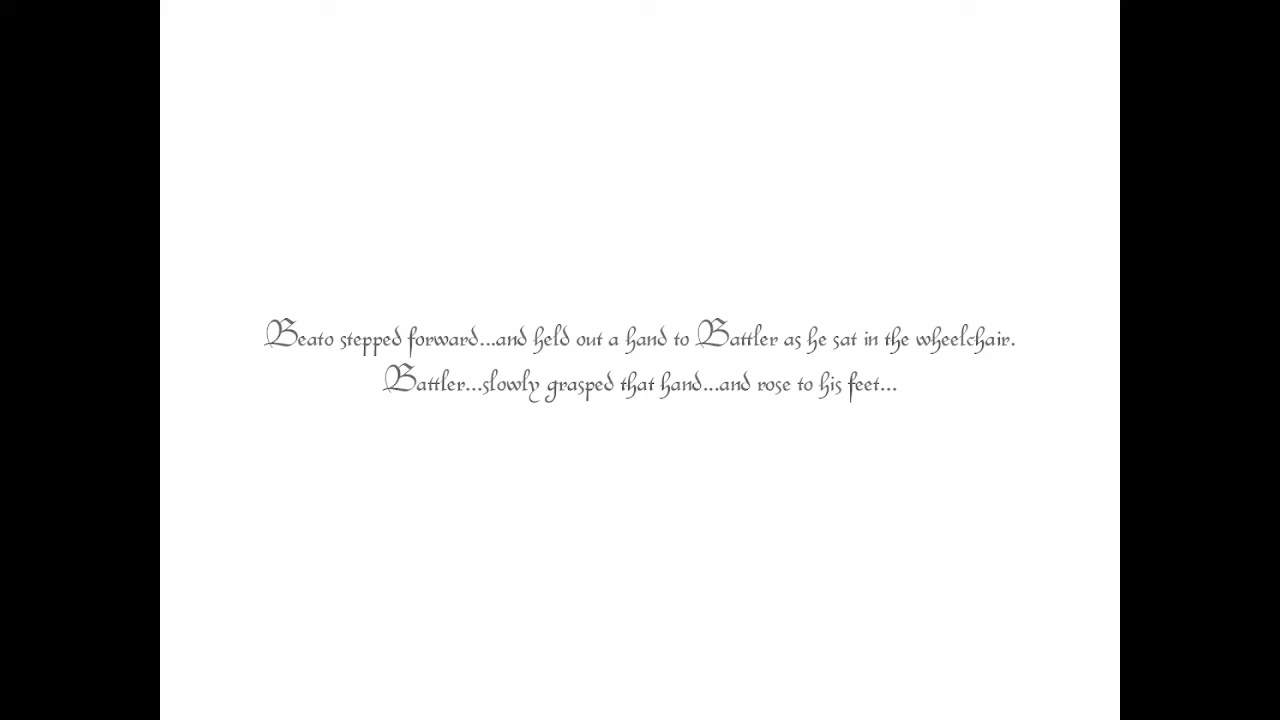 Beato stepped forward...and held out a hand to Battler as he sat in the wheelchair.
Battler...slowly grasped that hand...and rose to his feet...